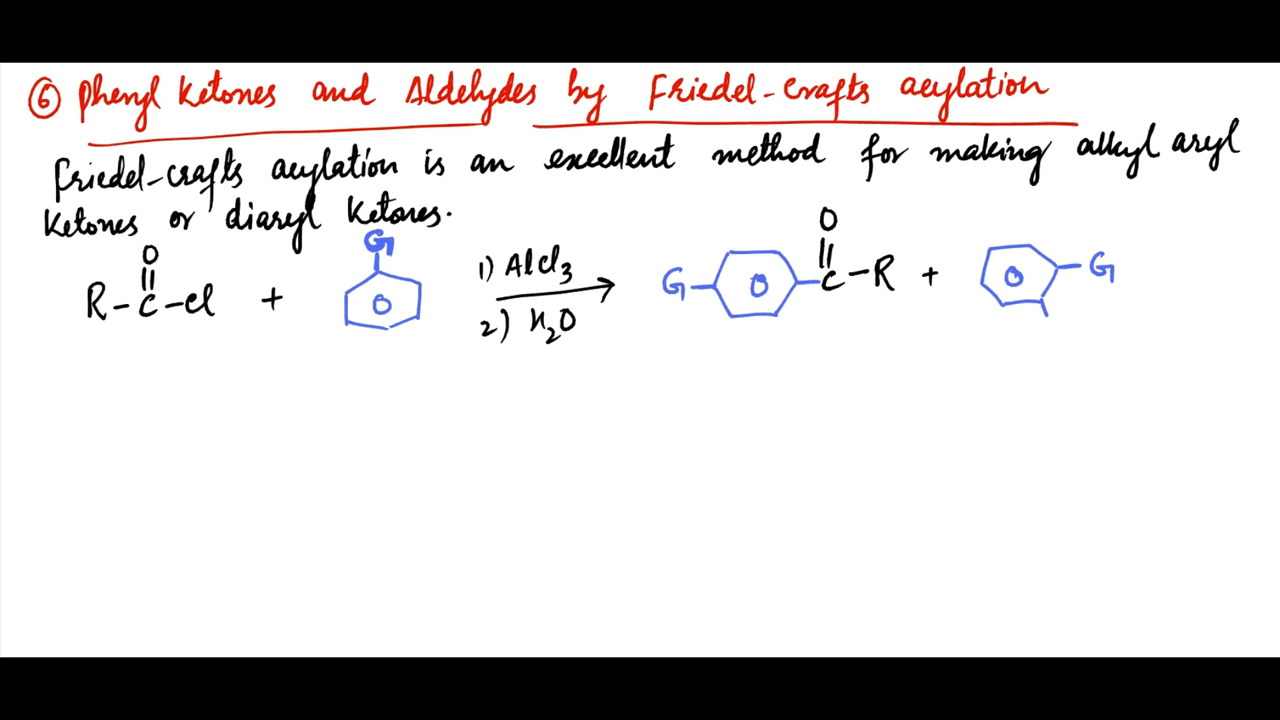 ⑥ Phenyl Ketones and Aldehydes by Friedel-Crafts acylation
Friedel-crafts acylation is an excellent method for making alkyl aryl
Ketones or diaryl Ketones.
R-C(=O)-Cl + G 1) AlCl3 2) H2O → G C(=O)-R + G